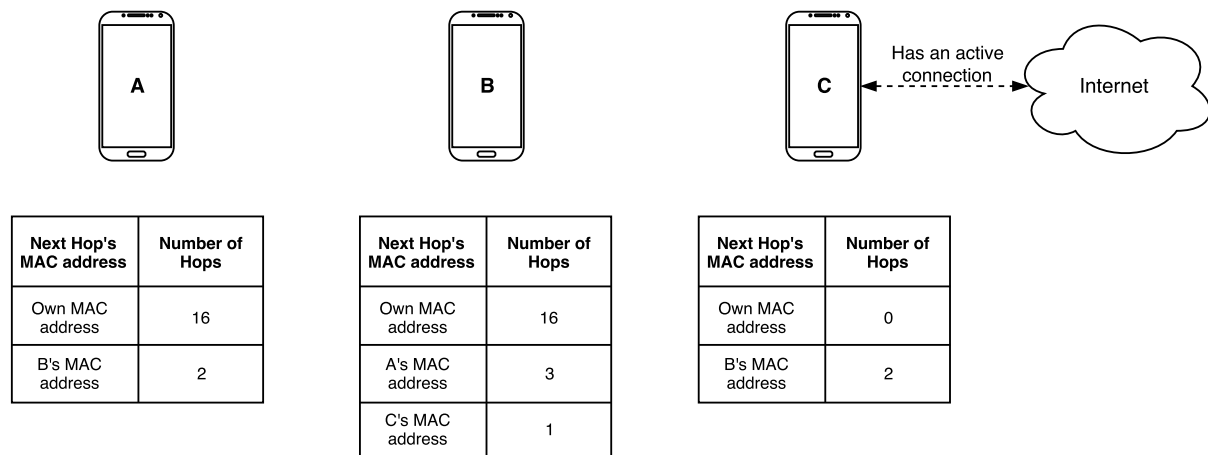 A
B
C
Has an active
connection
Internet
Next Hop's
MAC address
Number of
Hops
Own MAC
address
16
B's MAC
address
2
Next Hop's
MAC address
Number of
Hops
Own MAC
address
16
A's MAC
address
3
C's MAC
address
1
Next Hop's
MAC address
Number of
Hops
Own MAC
address
0
B's MAC
address
2